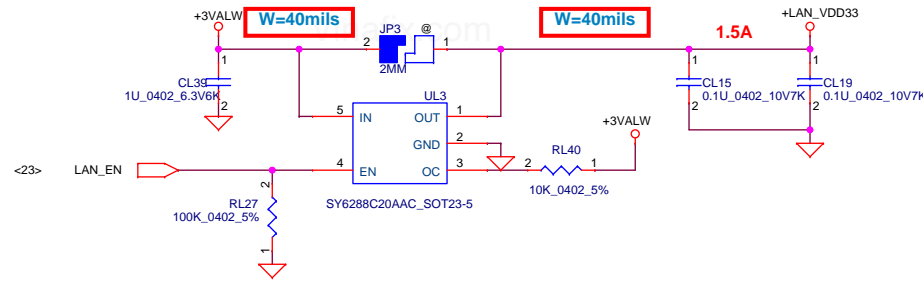 +3VALW
W=40mils
JP3
@
W=40mils
+LAN_VDD33
2
1
1.5A
2MM
1
CL39
1U_0402_6.3V6K
2
1
CL15
0.1U_0402_10V7K
2
1
CL19
0.1U_0402_10V7K
2
UL3
5
IN
OUT
1
GND
2
+3VALW
<23>
LAN_EN
4
EN
OC
3
2
RL40
1
10K_0402_5%
2
RL27
100K_0402_5%
1
SY6288C20AAC_SOT23-5